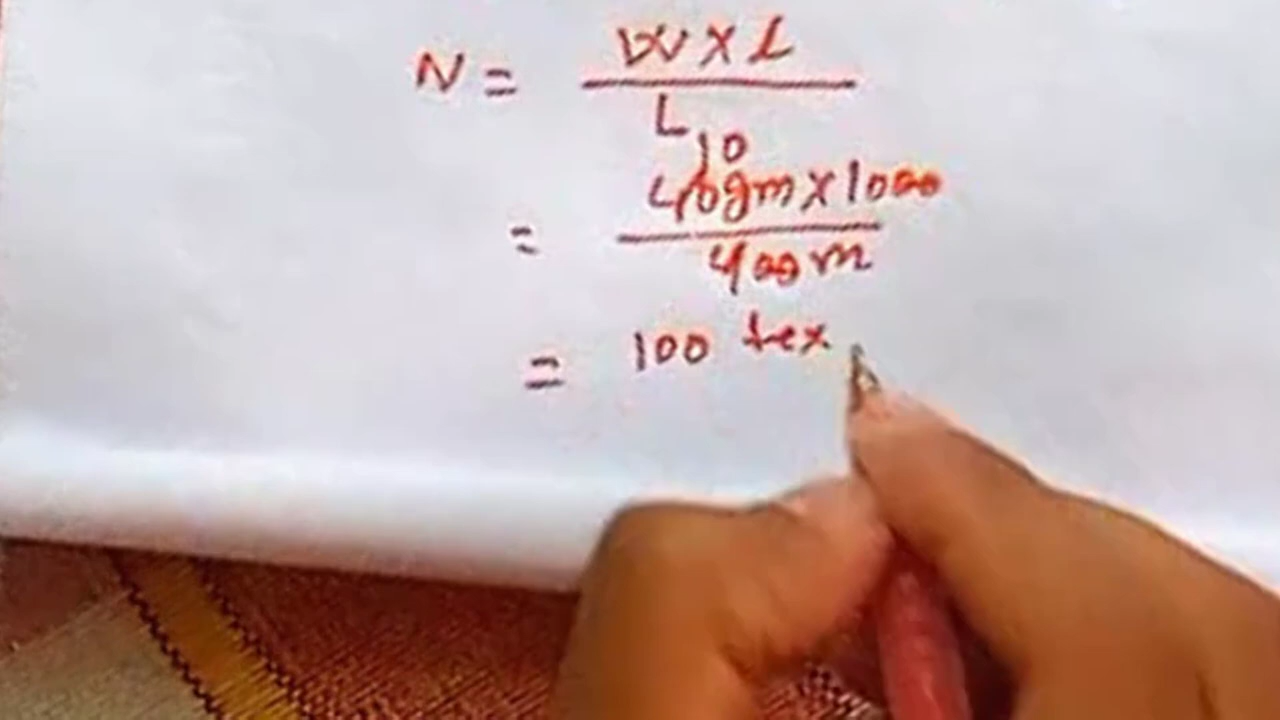 N = W X l
L
10
= 40gm X 1000
400m
= 100 tex